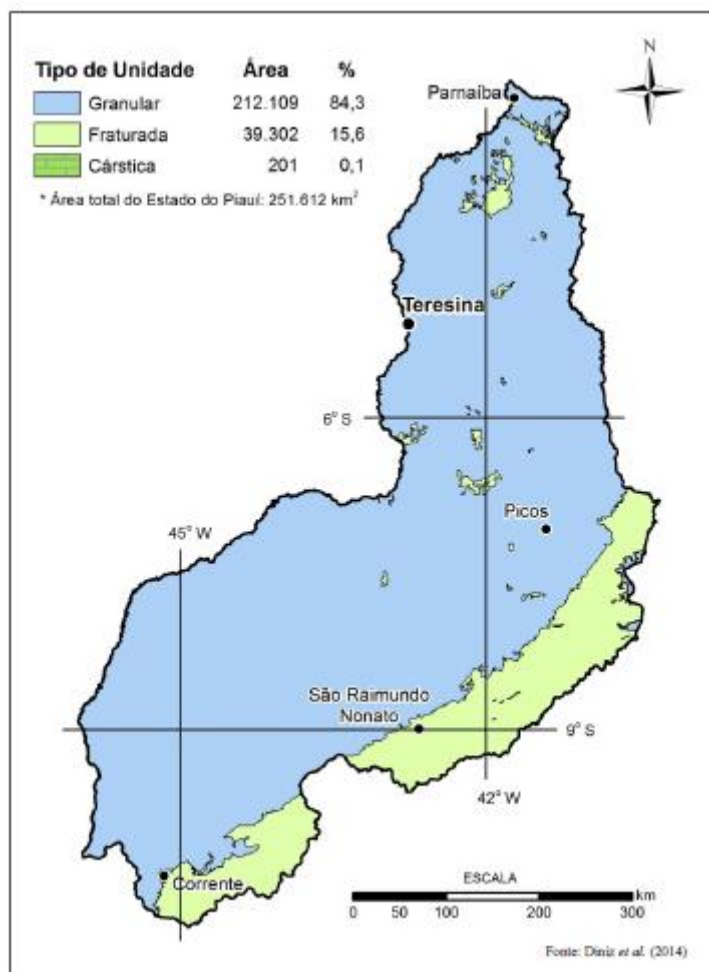 Tipo de Unidade Área %
Granular 212.109 84,3
Fraturada 39.302 15,6
Cárstica 201 0,1
* Área total do Estado do Piauí: 251.612 km²
N
Parnaíba
Teresina
6° S
Picos
45° W
São Raimundo
Nonato
9° S
42° W
Corrente
ESCALA
km
0 50 100 200 300
Fonte: Diniz et al. (2014)